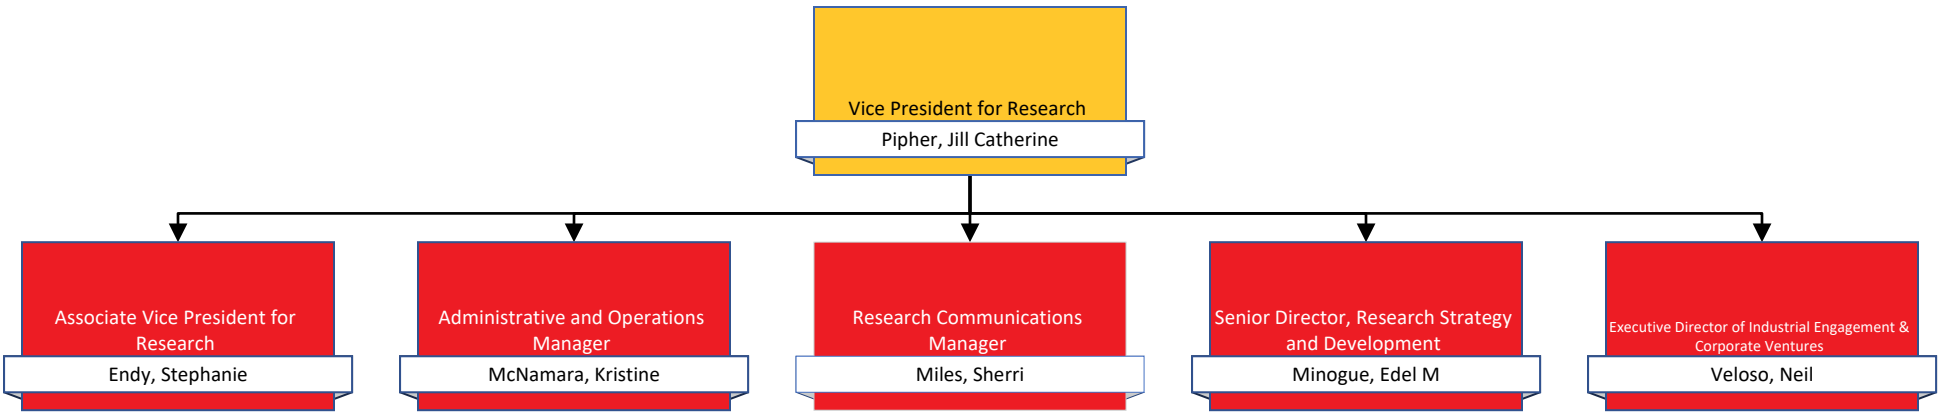 Vice President for Research
Pipher, Jill Catherine
Associate Vice President for
Research
Endy, Stephanie
Administrative and Operations
Manager
McNamara, Kristine
Research Communications
Manager
Miles, Sherri
Senior Director, Research Strategy
and Development
Minogue, Edel M
Executive Director of Industrial Engagement &
Corporate Ventures
Veloso, Neil